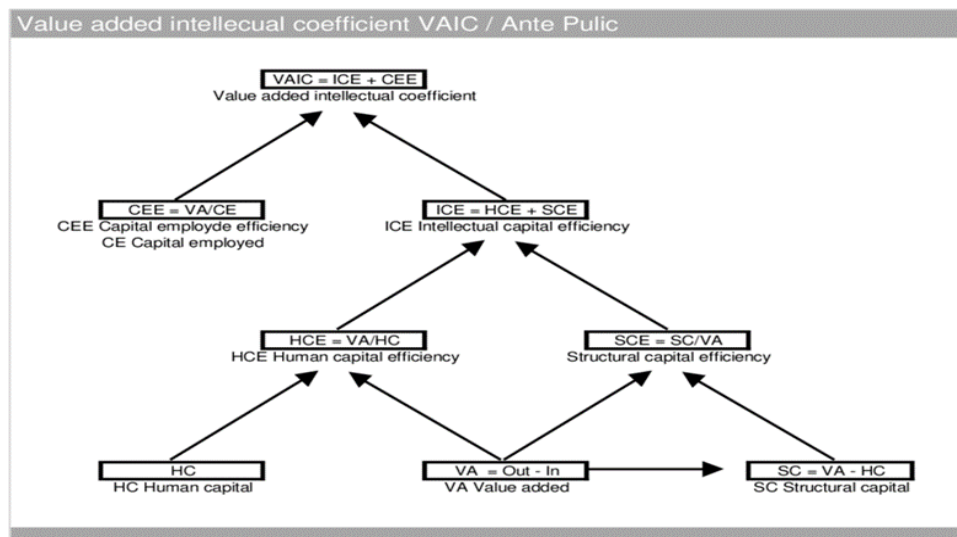 Value added intellecual coefficient VAIC / Ante Pulic
VAIC = ICE + CEE
Value added intellectual coefficient
CEE = VA/CE
CEE Capital employde efficiency
CE Capital employed
ICE = HCE + SCE
ICE Intellectual capital efficiency
HCE = VA/HC
HCE Human capital efficiency
SCE = SC/VA
Structural capital efficiency
HC
HC Human capital
VA = Out - In
VA Value added
SC = VA - HC
SC Structural capital